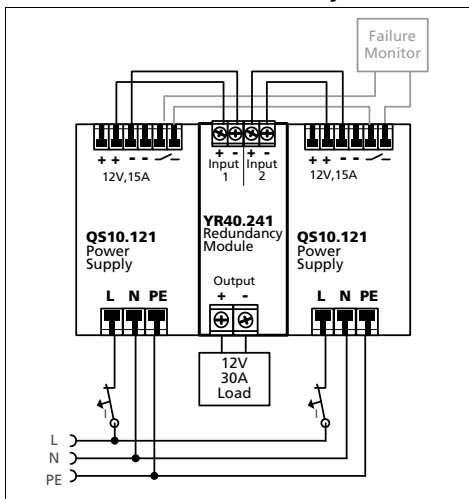 Failure
Monitor
+ + - -
12V,15A
+ - + -
Input Input
1 2
+ + - -
12V,15A
QS10.121
Power
Supply
YR40.241
Redundancy
Module
QS10.121
Power
Supply
Output
+ -
L N PE
L N PE
12V
30A
Load
I
I
L
N
PE